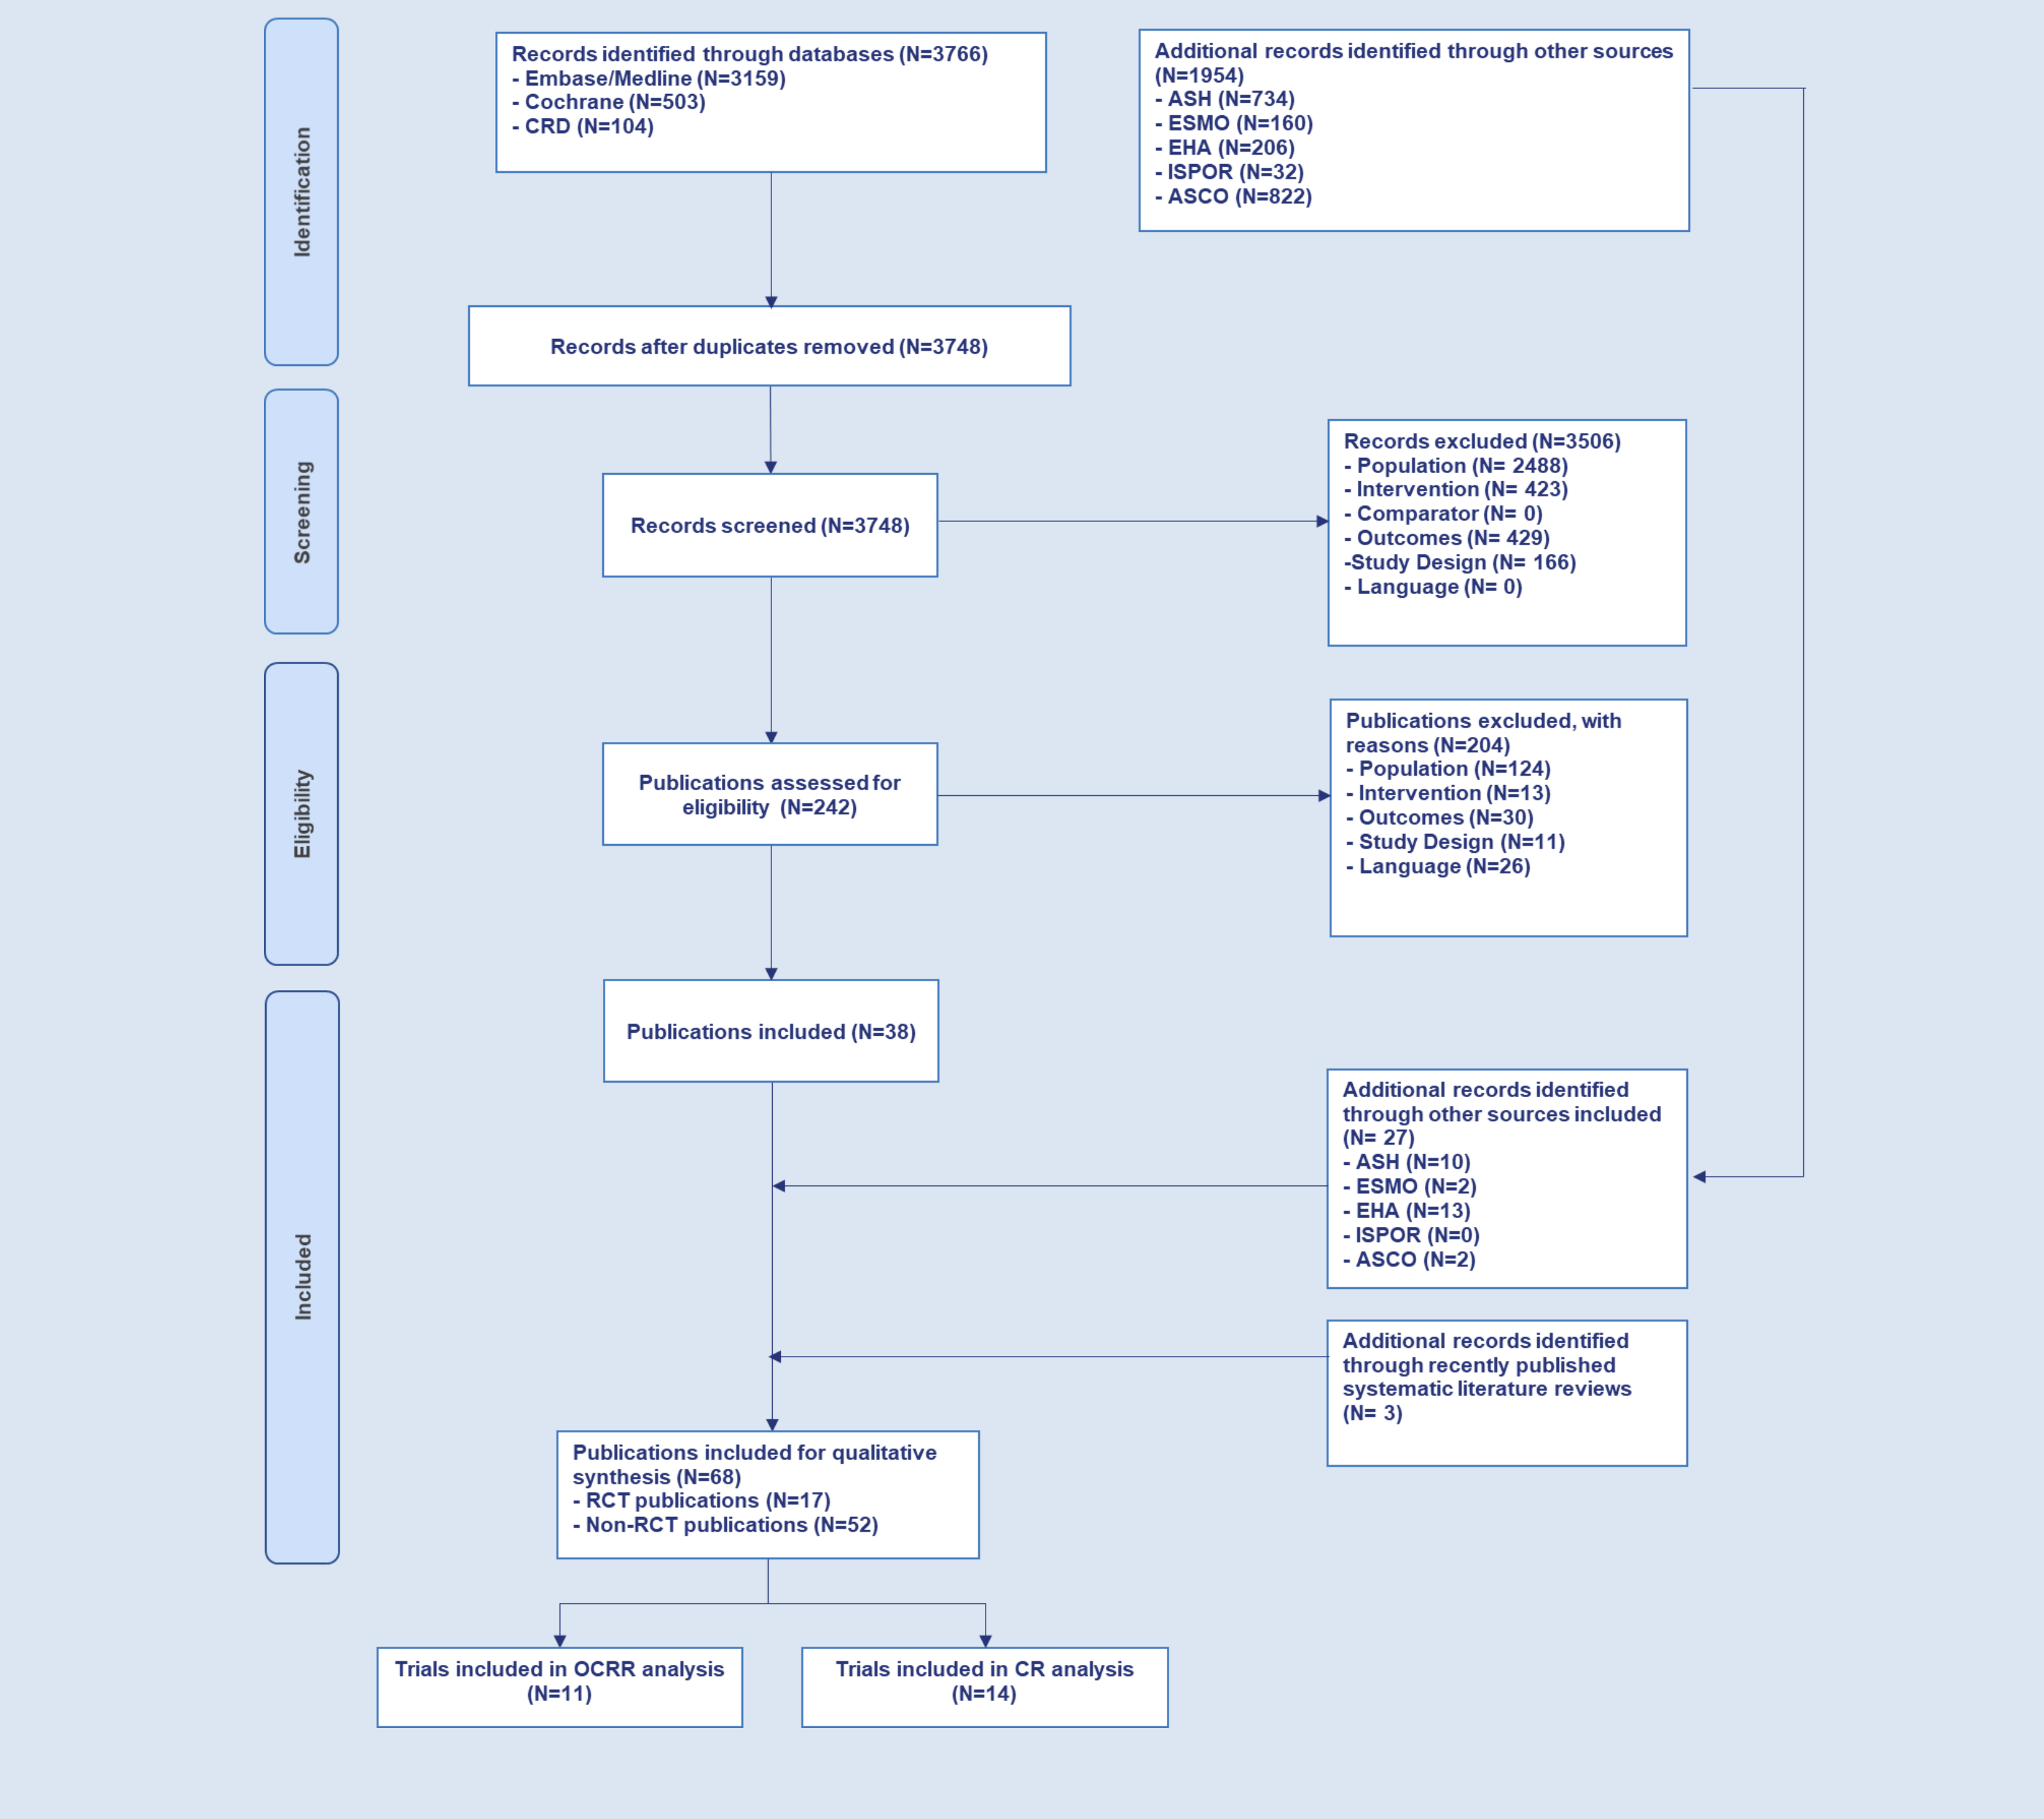 Identification
Records identified through databases (N=3766)
- Embase/Medline (N=3159)
- Cochrane (N=503)
- CRD (N=104)
Additional records identified through other sources
(N=1954)
- ASH (N=734)
- ESMO (N=160)
- EHA (N=206)
- ISPOR (N=32)
- ASCO (N=822)
Records after duplicates removed (N=3748)
Screening
Records screened (N=3748)
Records excluded (N=3506)
- Population (N= 2488)
- Intervention (N= 423)
- Comparator (N= 0)
- Outcomes (N= 429)
-Study Design (N= 166)
- Language (N= 0)
Eligibility
Publications assessed for
eligibility (N=242)
Publications excluded, with
reasons (N=204)
- Population (N=124)
- Intervention (N=13)
- Outcomes (N=30)
- Study Design (N=11)
- Language (N=26)
Included
Publications included (N=38)
Additional records identified
through other sources included
(N= 27)
- ASH (N=10)
- ESMO (N=2)
- EHA (N=13)
- ISPOR (N=0)
- ASCO (N=2)
Additional records identified
through recently published
systematic literature reviews
(N= 3)
Publications included for qualitative
synthesis (N=68)
- RCT publications (N=17)
- Non-RCT publications (N=52)
Trials included in OCRR analysis
(N=11)
Trials included in CR analysis
(N=14)